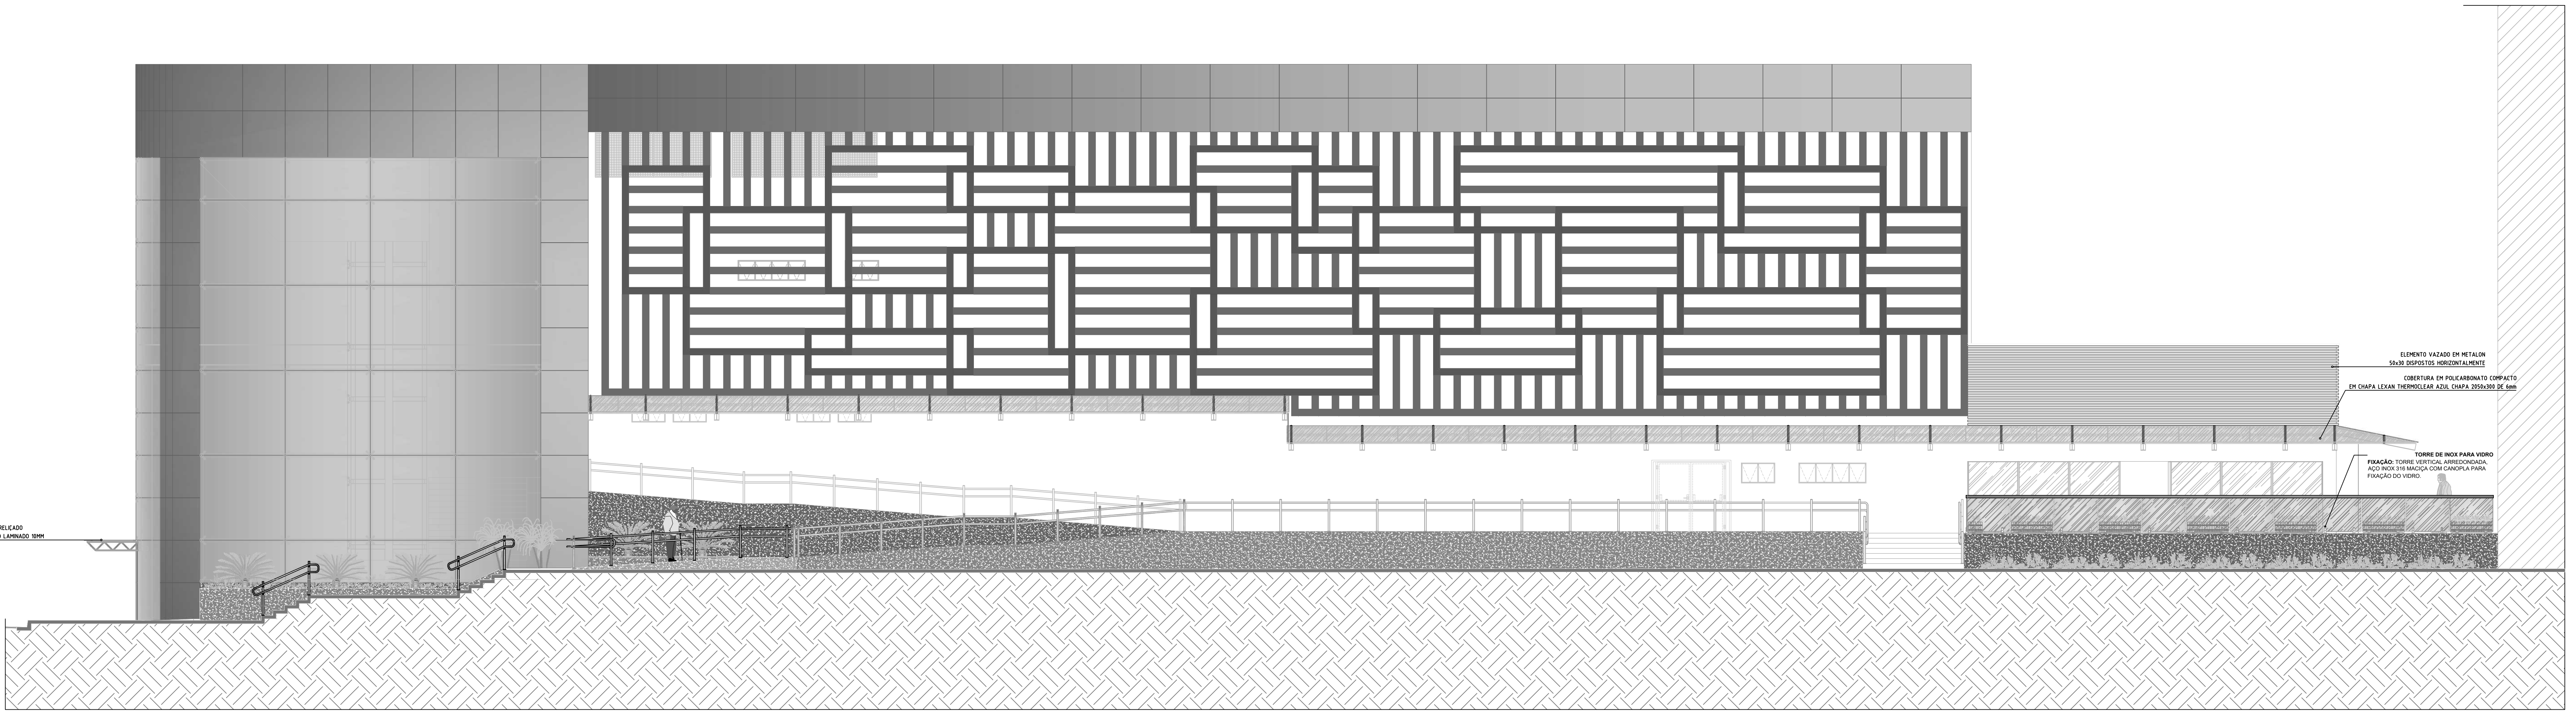 ELEMENTO VAZADO EM METALON
50x30 DISPOSTOS HORIZONTALMENTE
COBERTURA EM POLICARBONATO COMPACTO
EM CHAPA LEXAN THERMOCLEAR AZUL CHAPA 2050x300 DE 6mm
TORRE DE INOX PARA VIDRO
FIXAÇÃO: TORRE VERTICAL ARREDONDADA,
AÇO INOX 316 MACIÇA COM CANOPLA PARA
FIXAÇÃO DO VIDRO.
RELIÇADO
LAMINADO 10MM